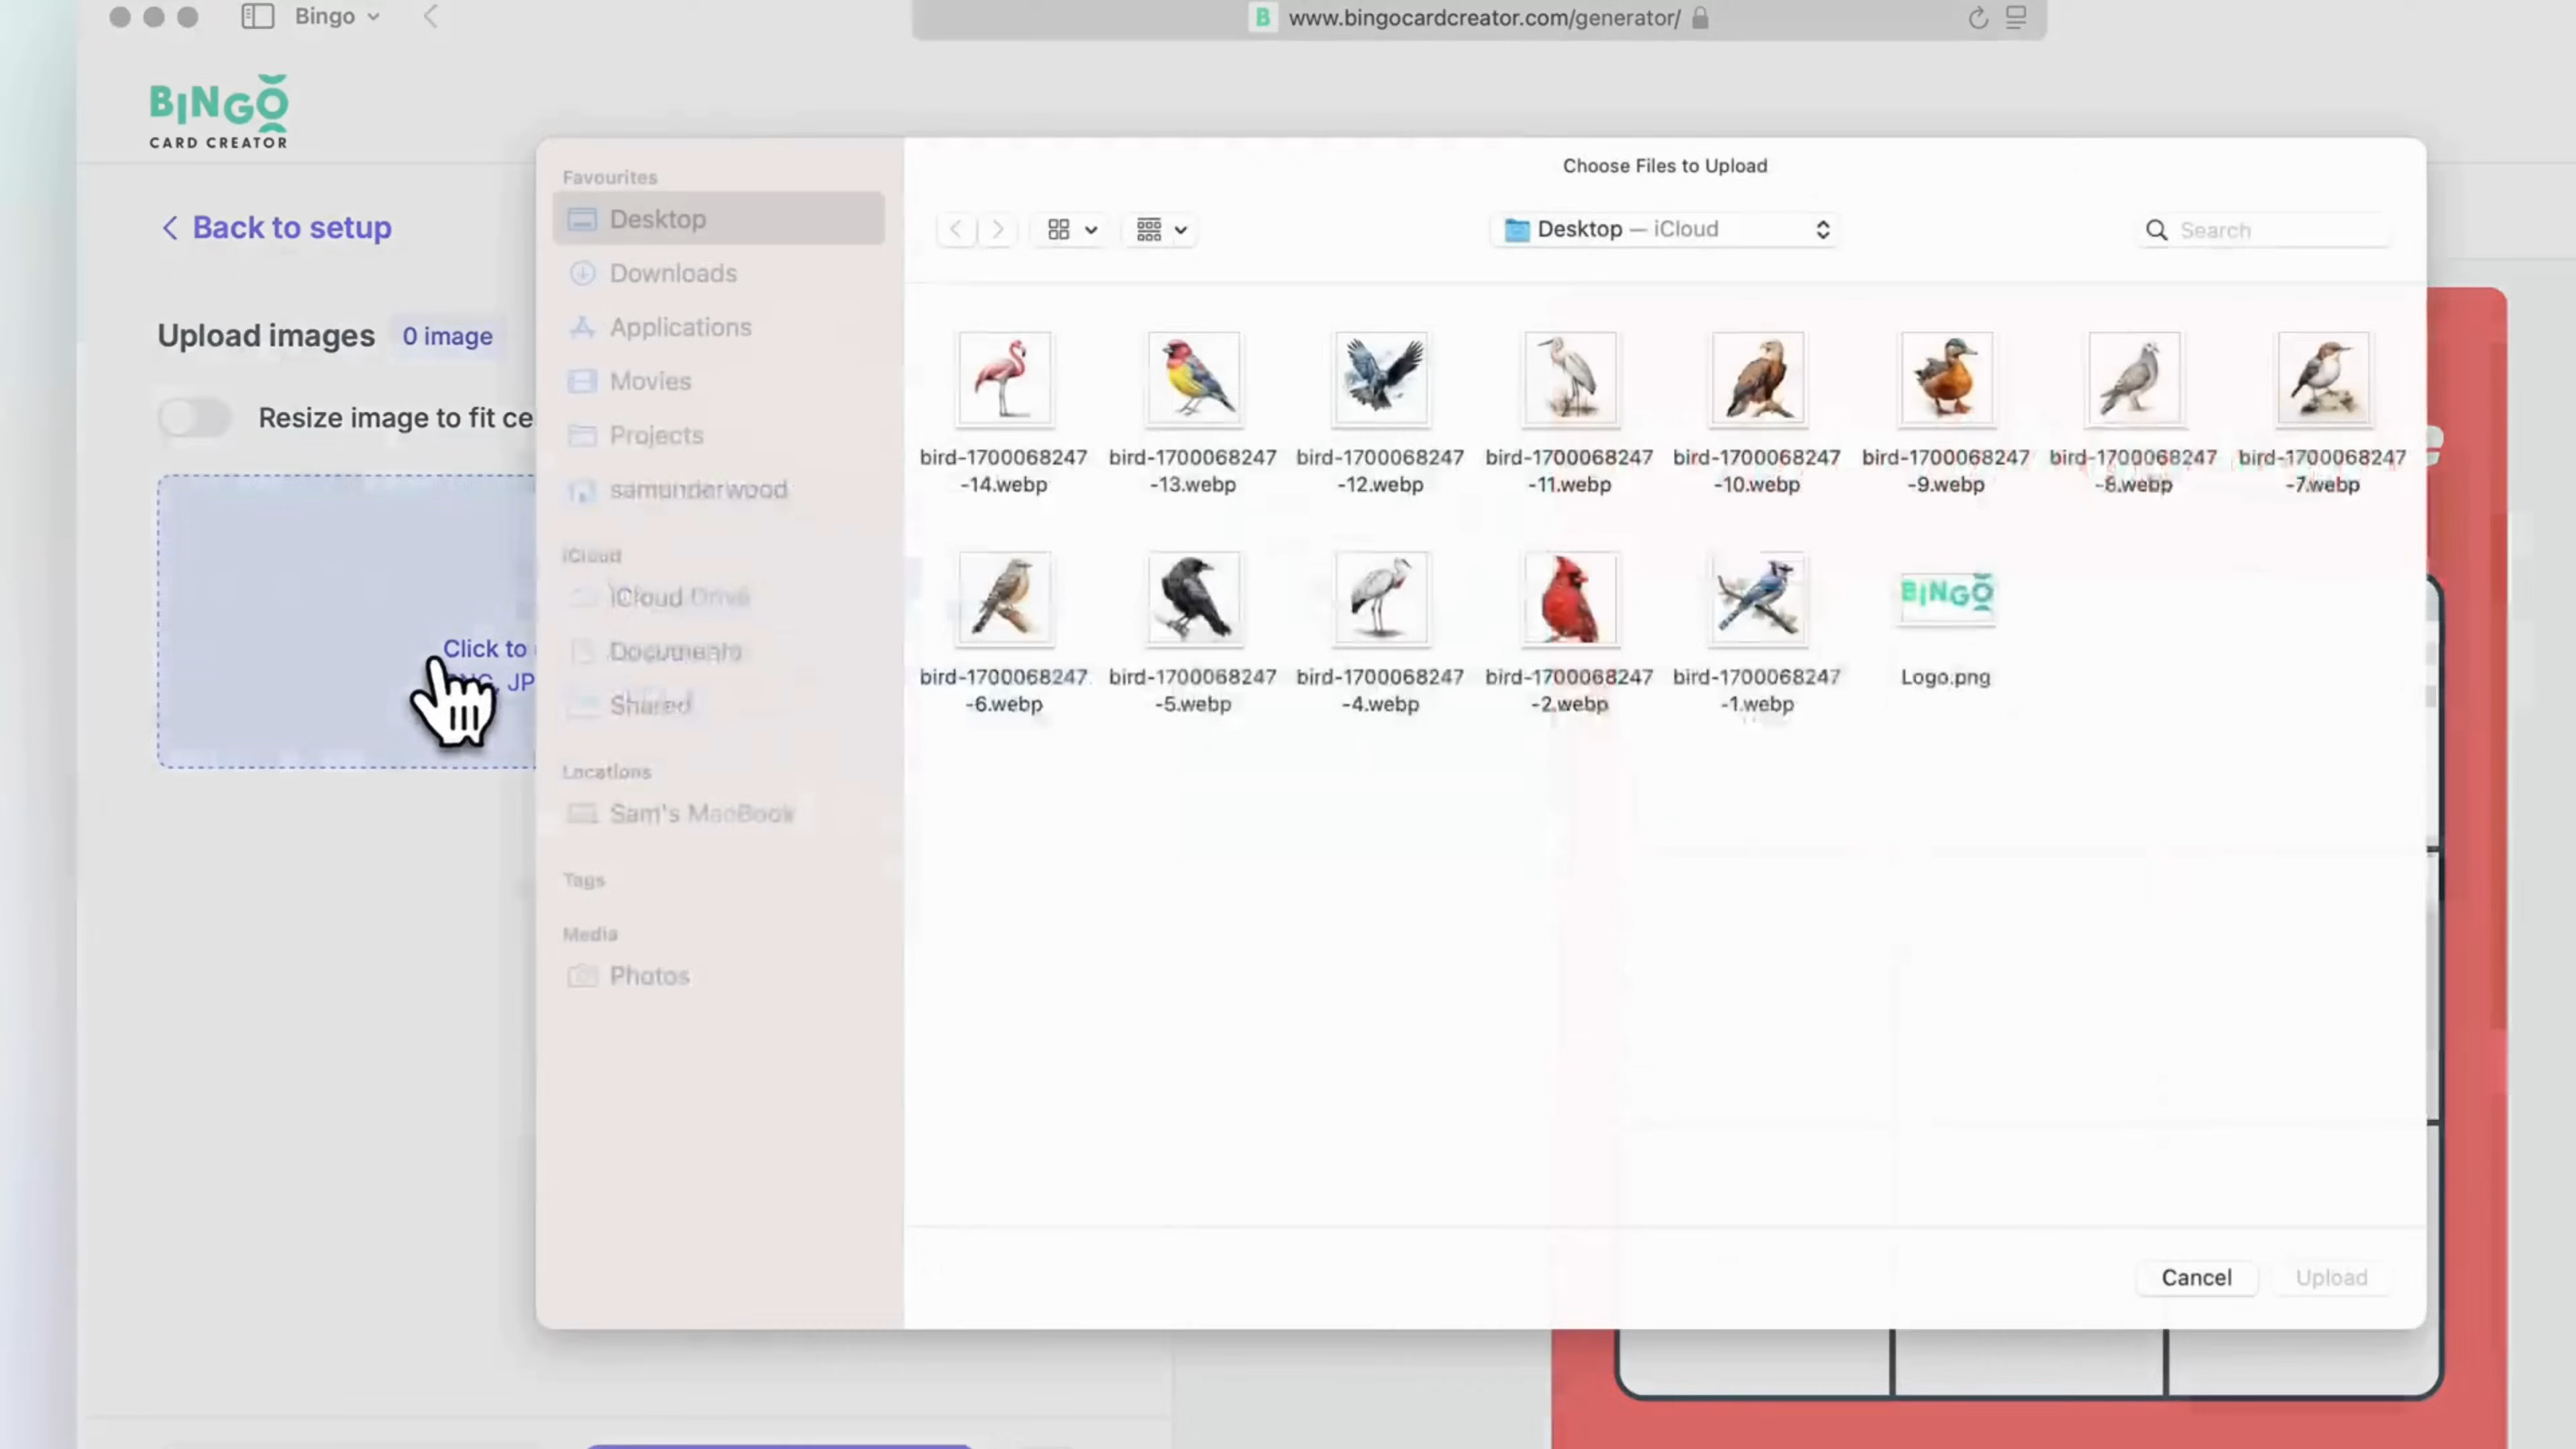 Bingo
www.bingocardcreator.com/generator/
BINGO
CARD CREATOR
Back to setup
Upload images
0 image
Resize image to fit ce
Click to
JP
Favourites
Desktop
Downloads
Applications
Movies
Projects
samunderwood
iCloud
iCloud Drive
Documents
Shared
Locations
Sam's MacBook
Tags
Media
Photos
Choose Files to Upload
Desktop — iCloud
Search
bird-1700068247 bird-1700068247 bird-1700068247 bird-1700068247 bird-1700068247 bird-1700068247 bird-1700068247 bird-1700068247
-14.webp -13.webp -12.webp -11.webp -10.webp -9.webp -8.webp -7.webp
BINGO
bird-1700068247 bird-1700068247 bird-1700068247 bird-1700068247 bird-1700068247 Logo.png
-6.webp -5.webp -4.webp -2.webp -1.webp
Cancel
Upload